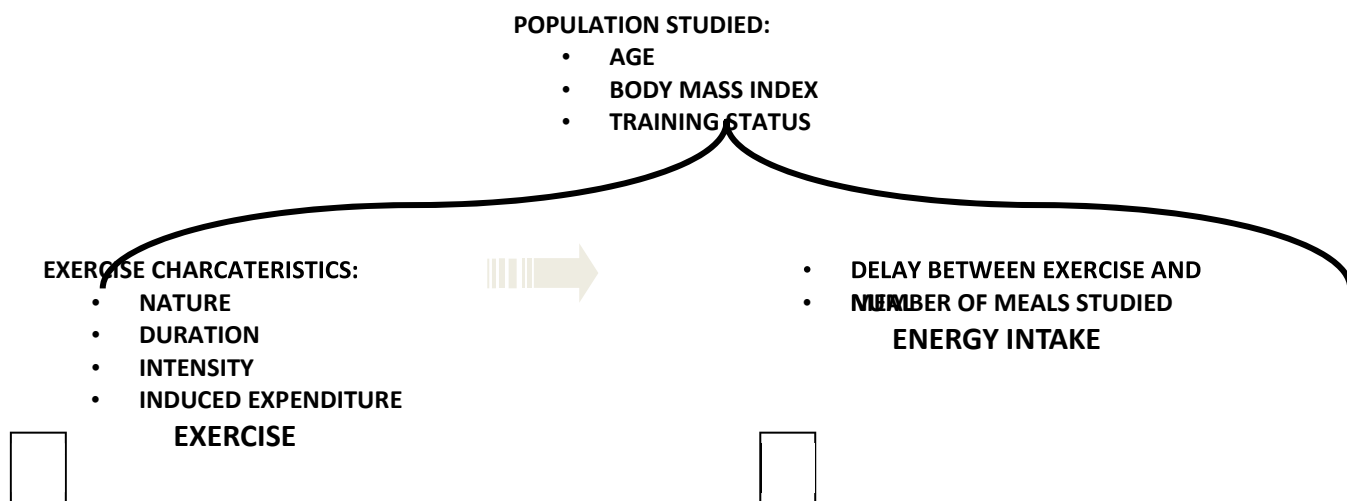 POPULATION STUDIED:
• AGE
• BODY MASS INDEX
• TRAINING STATUS
EXERCISE CHARCATERISTICS:
• NATURE
• DURATION
• INTENSITY
• INDUCED EXPENDITURE
EXERCISE
• DELAY BETWEEN EXERCISE AND
MEAL
• NUMBER OF MEALS STUDIED
ENERGY INTAKE